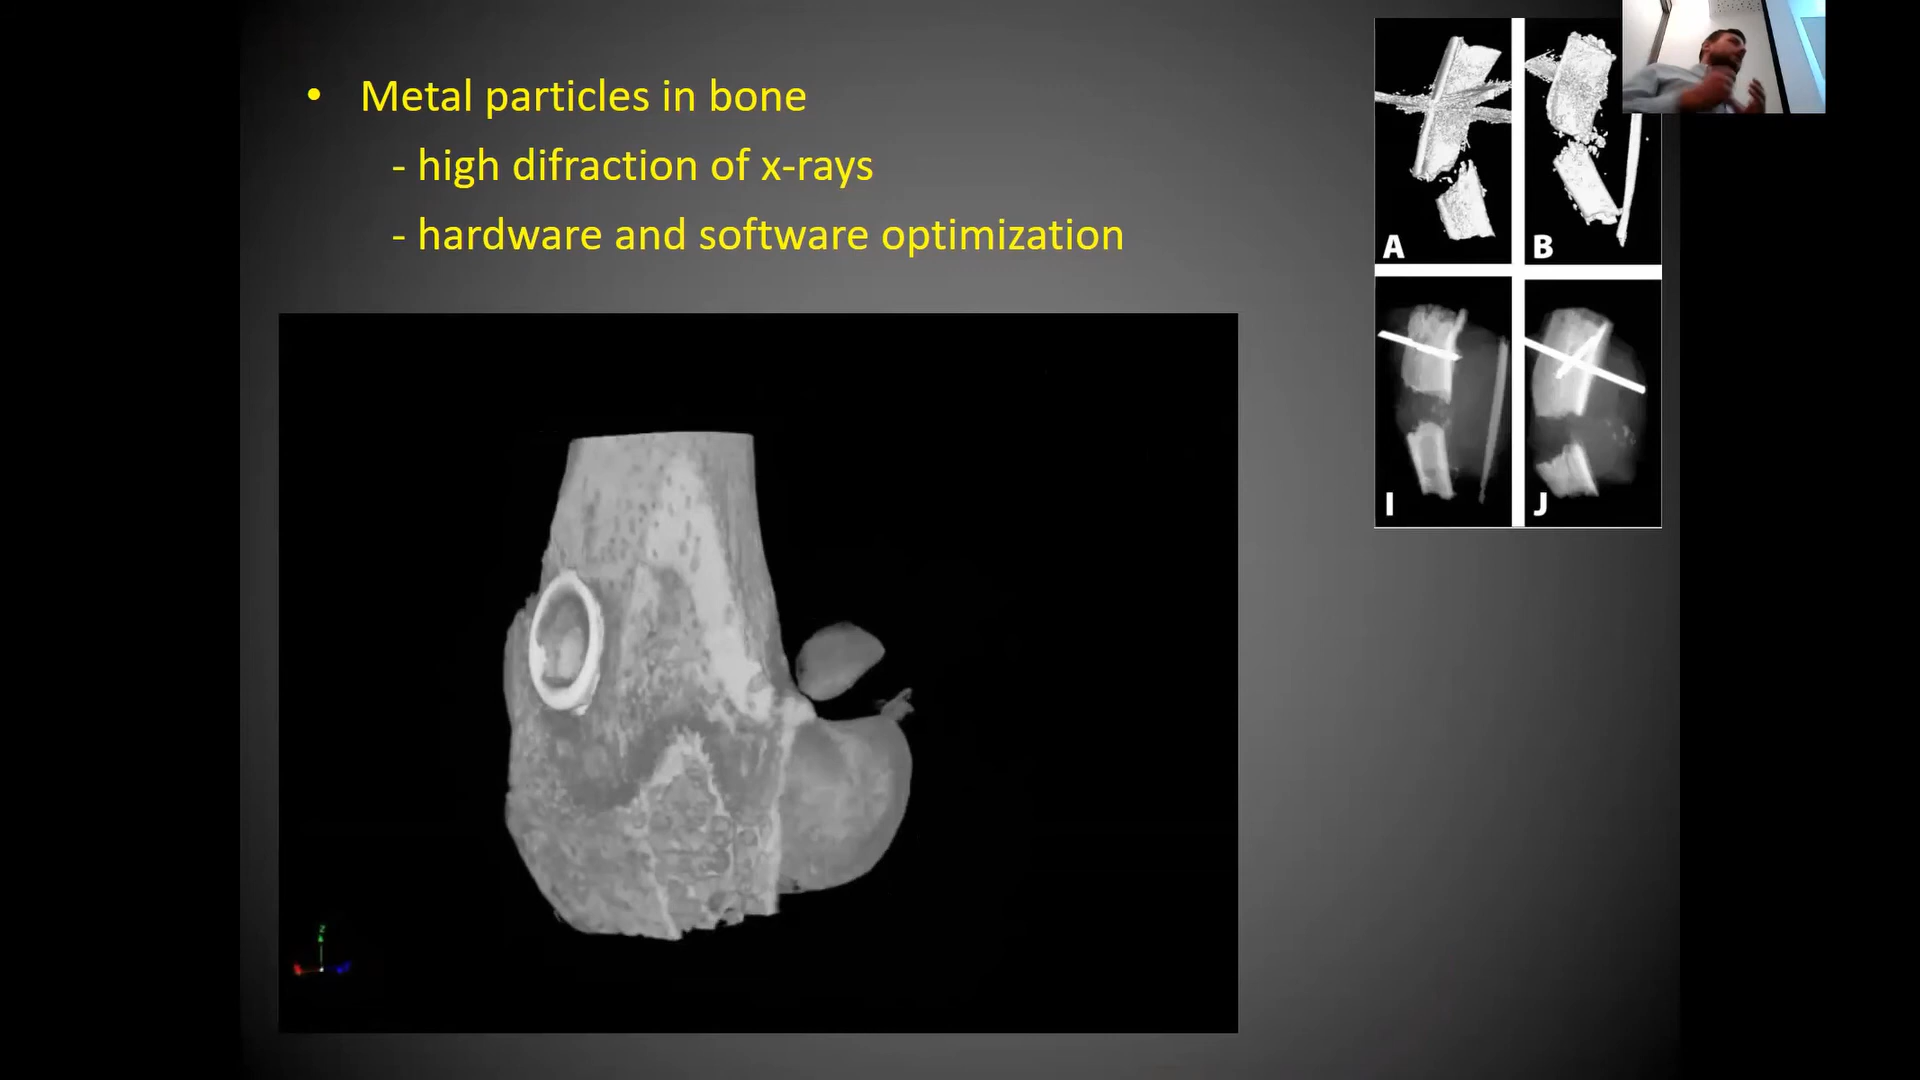 • Metal particles in bone
- high difraction of x-rays
- hardware and software optimization
A
B
I
J
z